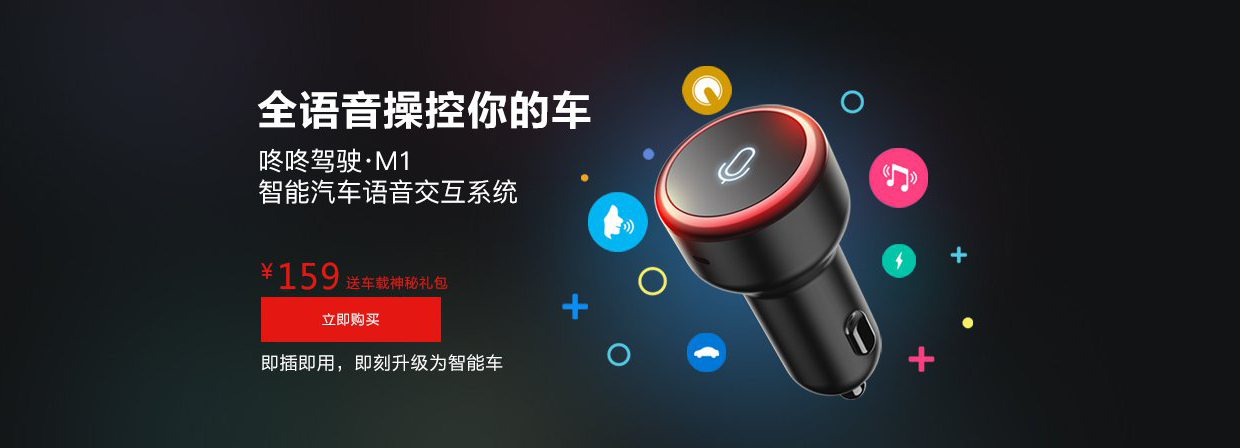 全语音操控你的车
咚咚驾驶·M1
智能汽车语音交互系统
¥159 送车载神秘礼包
立即购买
即插即用，即刻升级为智能车